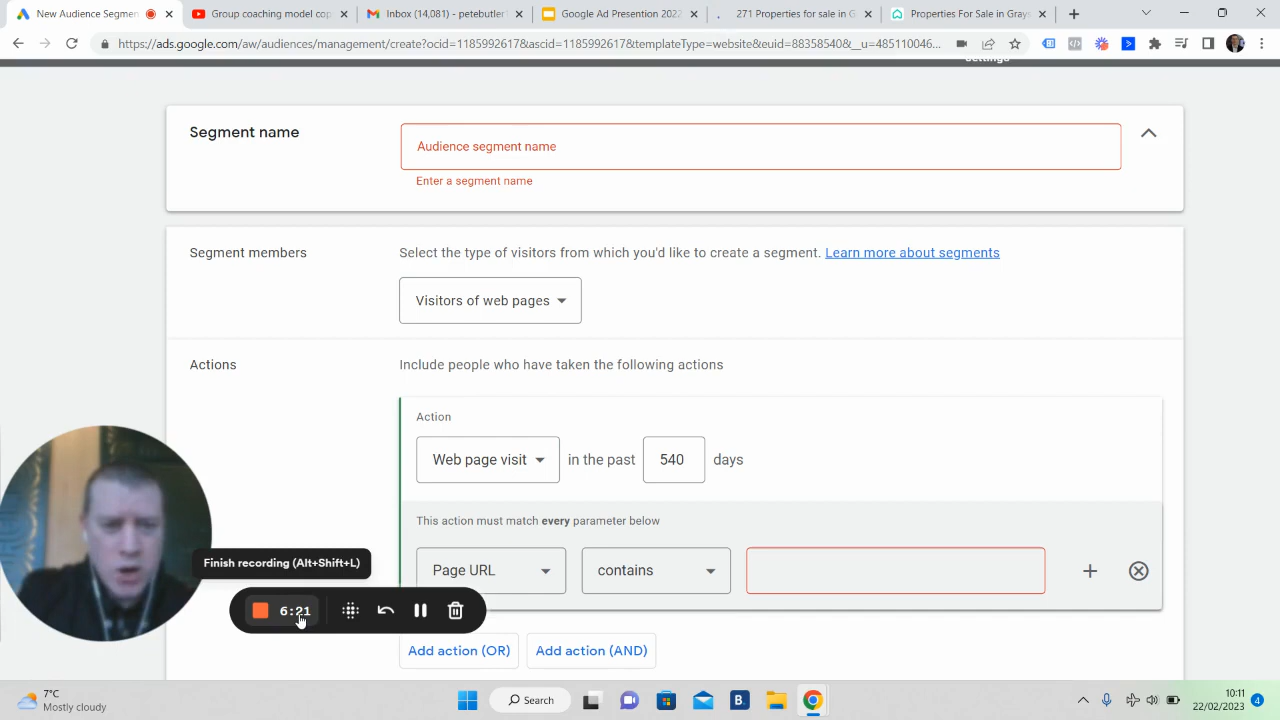 New Audience Segmen
Group coaching model cop
Inbox (14,081) - petebutler1
Google Ad Presention 2022
271 Properties for sale in G
Properties For Sale in Grays
https://ads.google.com/aw/audiences/management/create?ocid=1185992617&eid=1185992617&templateType=website&euid=88358540&__u=485110046...
settings
Segment name
Audience segment name
Enter a segment name
Segment members
Select the type of visitors from which you'd like to create a segment. Learn more about segments
Visitors of web pages
Actions
Include people who have taken the following actions
Action
Web page visit in the past 540 days
This action must match every parameter below
Page URL contains
Finish recording (Alt+Shift+L)
6:21
Add action (OR) Add action (AND)
7°C
Mostly cloudy
Search
B.
10:11
22/02/2023
4